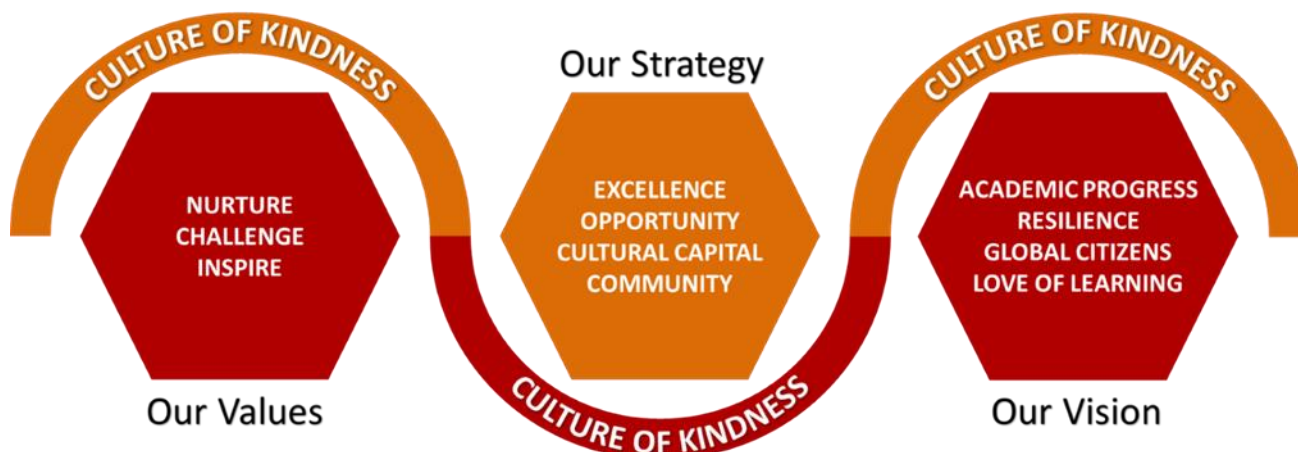 CULTURE OF KINDNESS
NURTURE
CHALLENGE
INSPIRE
Our Values
Our Strategy
EXCELLENCE
OPPORTUNITY
CULTURAL CAPITAL
COMMUNITY
CULTURE OF KINDNESS
CULTURE OF KINDNESS
ACADEMIC PROGRESS
RESILIENCE
GLOBAL CITIZENS
LOVE OF LEARNING
Our Vision